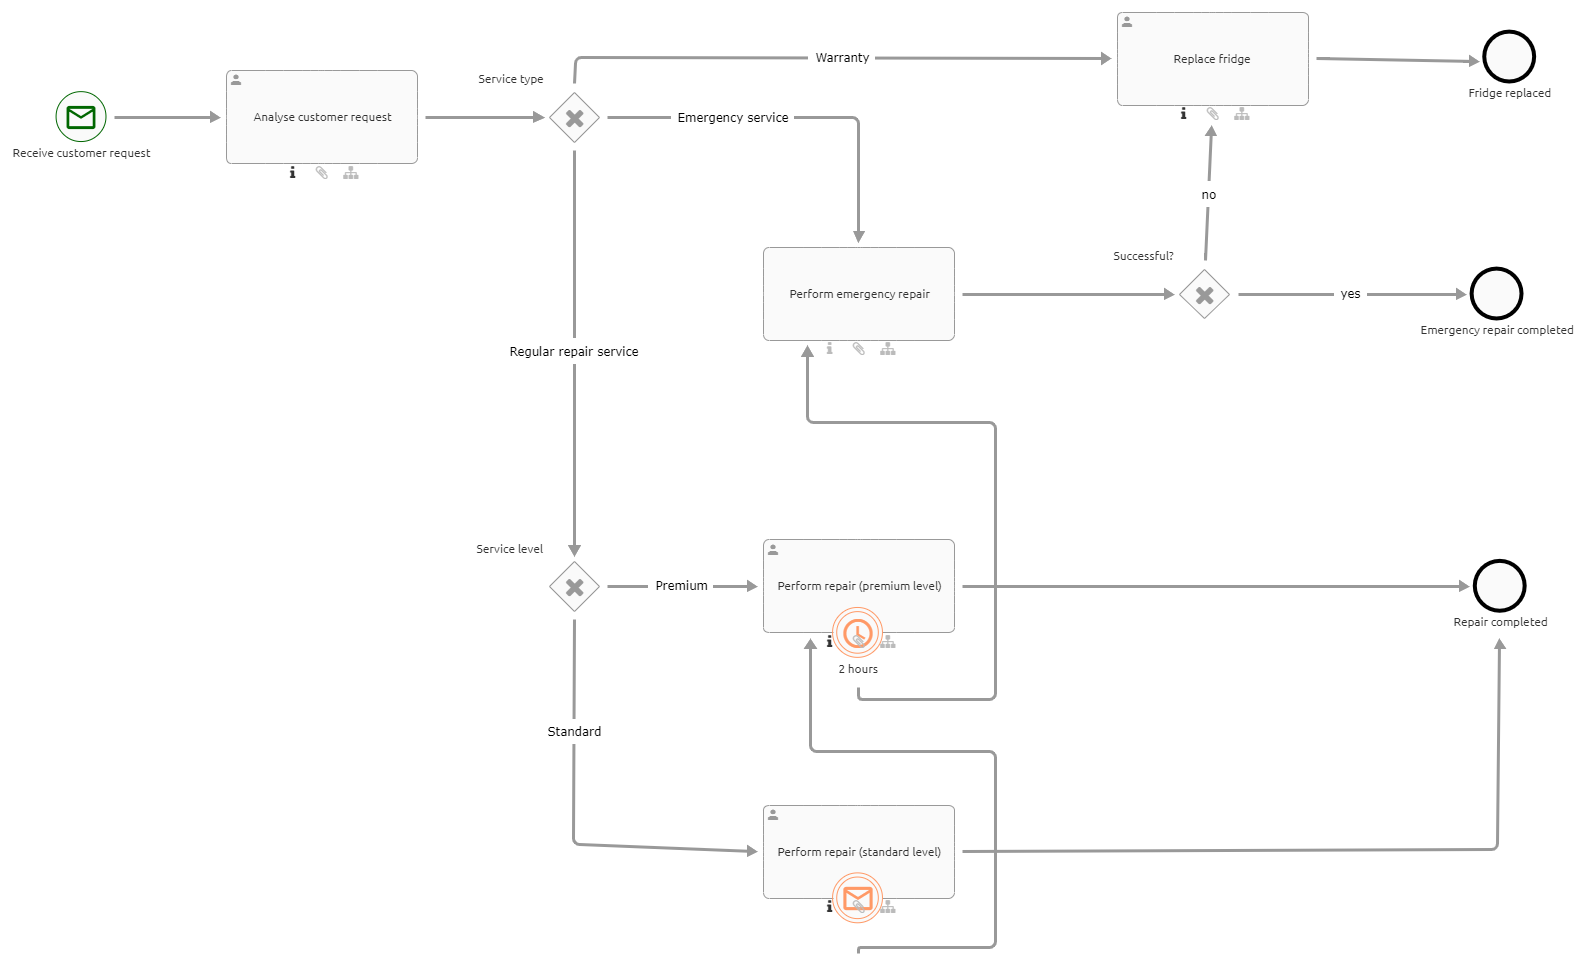 Warranty
Replace fridge
Fridge replaced
Service type
Analyse customer request
Emergency service
Receive customer request
no
Successful?
Perform emergency repair
yes
Emergency repair completed
Regular repair service
Service level
Premium
Perform repair (premium level)
Repair completed
2 hours
Standard
Perform repair (standard level)